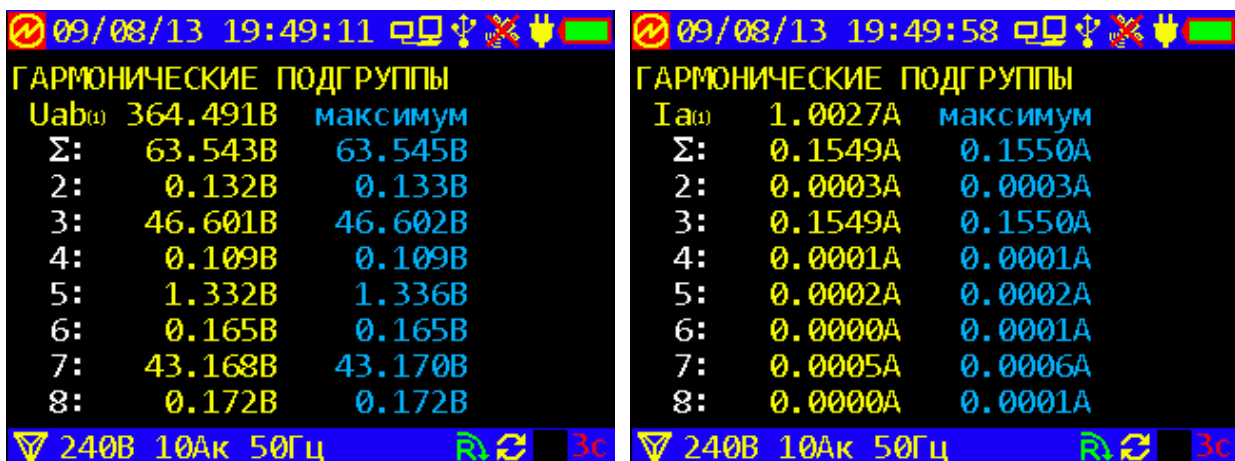 09/08/13 19:49:11
ГАРМОНИЧЕСКИЕ ПОДГРУППЫ
Uab(1) 364.491В максимум
Σ: 63.543В 63.545В
2: 0.132В 0.133В
3: 46.601В 46.602В
4: 0.109В 0.109В
5: 1.332В 1.336В
6: 0.165В 0.165В
7: 43.168В 43.170В
8: 0.172В 0.172В
240В 10Ак 50Гц R 3с
09/08/13 19:49:58
ГАРМОНИЧЕСКИЕ ПОДГРУППЫ
Ia(1) 1.0027А максимум
Σ: 0.1549А 0.1550А
2: 0.0003А 0.0003А
3: 0.1549А 0.1550А
4: 0.0001А 0.0001А
5: 0.0002А 0.0002А
6: 0.0000А 0.0001А
7: 0.0005А 0.0006А
8: 0.0000А 0.0001А
240В 10Ак 50Гц R 3с